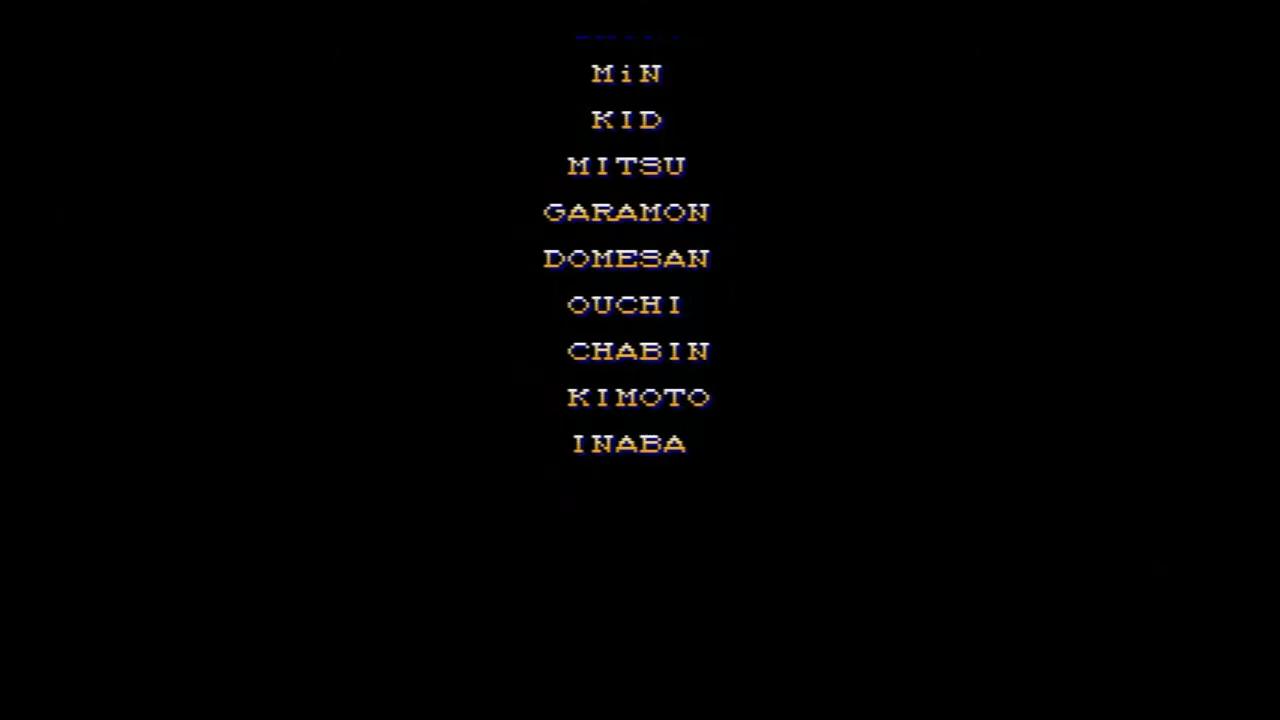 MiN
KID
MITSU
GARAMON
DOMESAN
OUCHI
CHABIN
KIMOTO
INABA